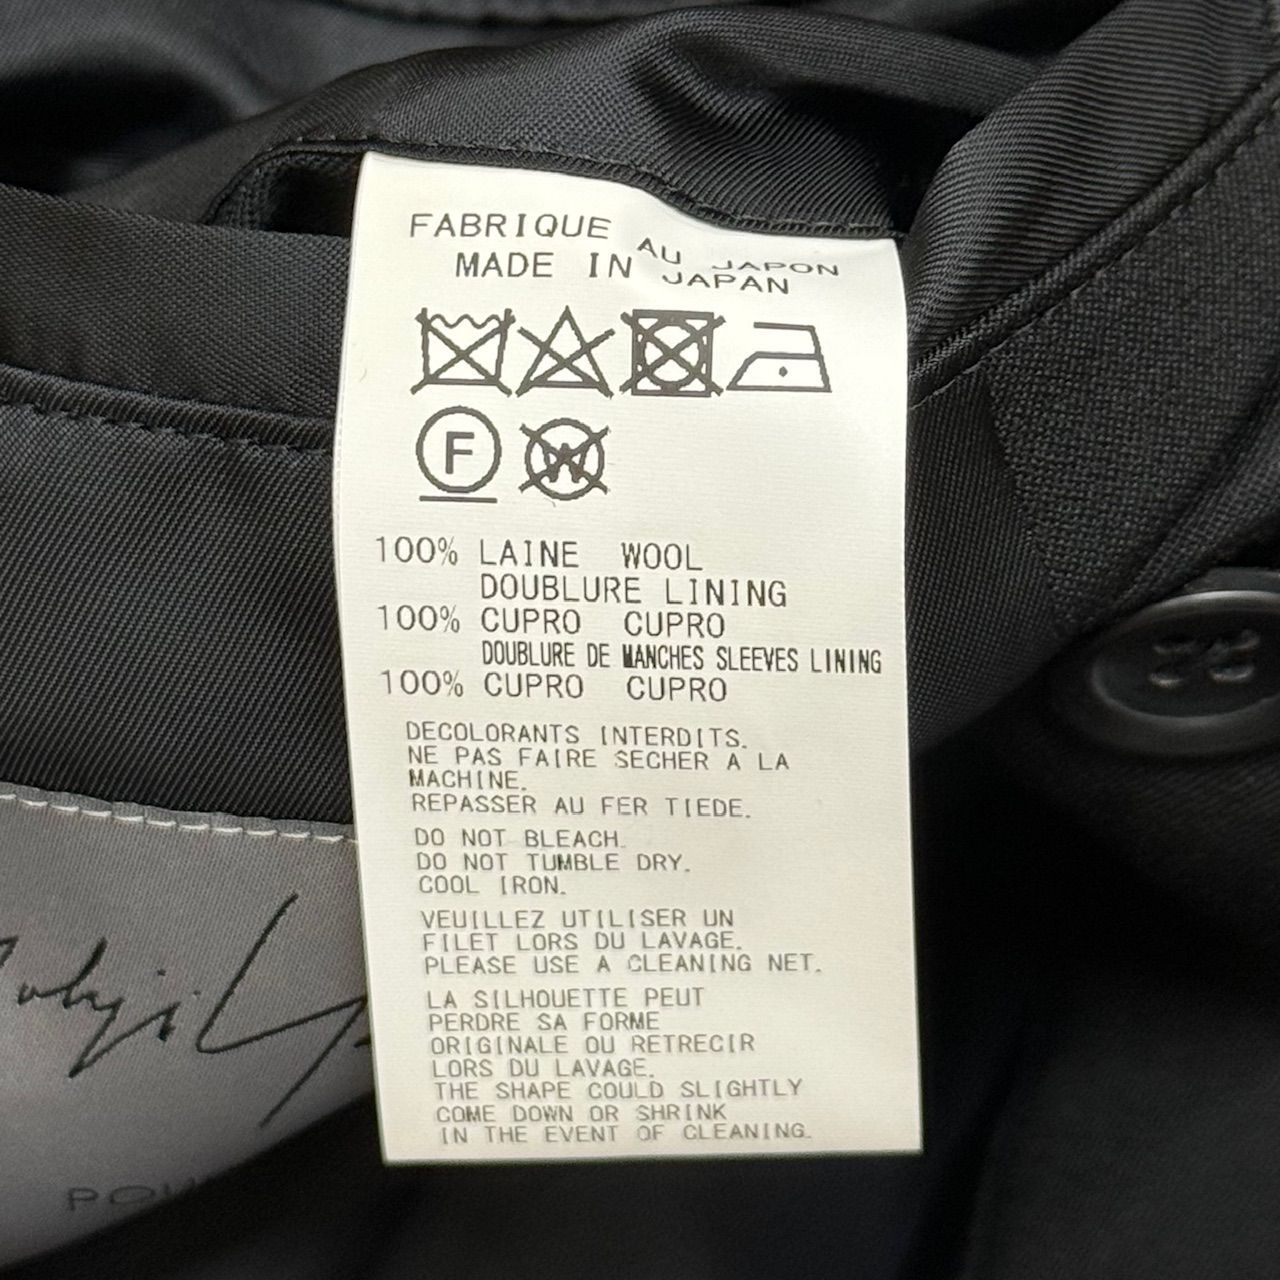 FABRIQUE AU JAPON
MADE IN JAPAN
F
W
100% LAINE WOOL
DOUBLURE LINING
100% CUPRO CUPRO
DOUBLURE DE MANCHES SLEEVES LINING
100% CUPRO CUPRO
DECOLORANTS INTERDITS.
NE PAS FAIRE SECHER A LA
MACHINE.
REPASSER AU FER TIEDE.
DO NOT BLEACH.
DO NOT TUMBLE DRY.
COOL IRON.
VEUILLEZ UTILISER UN
FILET LORS DU LAVAGE.
PLEASE USE A CLEANING NET.
LA SILHOUETTE PEUT
PERDRE SA FORME
ORIGINALE OU RETRECIR
LORS DU LAVAGE.
THE SHAPE COULD SLIGHTLY
COME DOWN OR SHRINK
IN THE EVENT OF CLEANING.